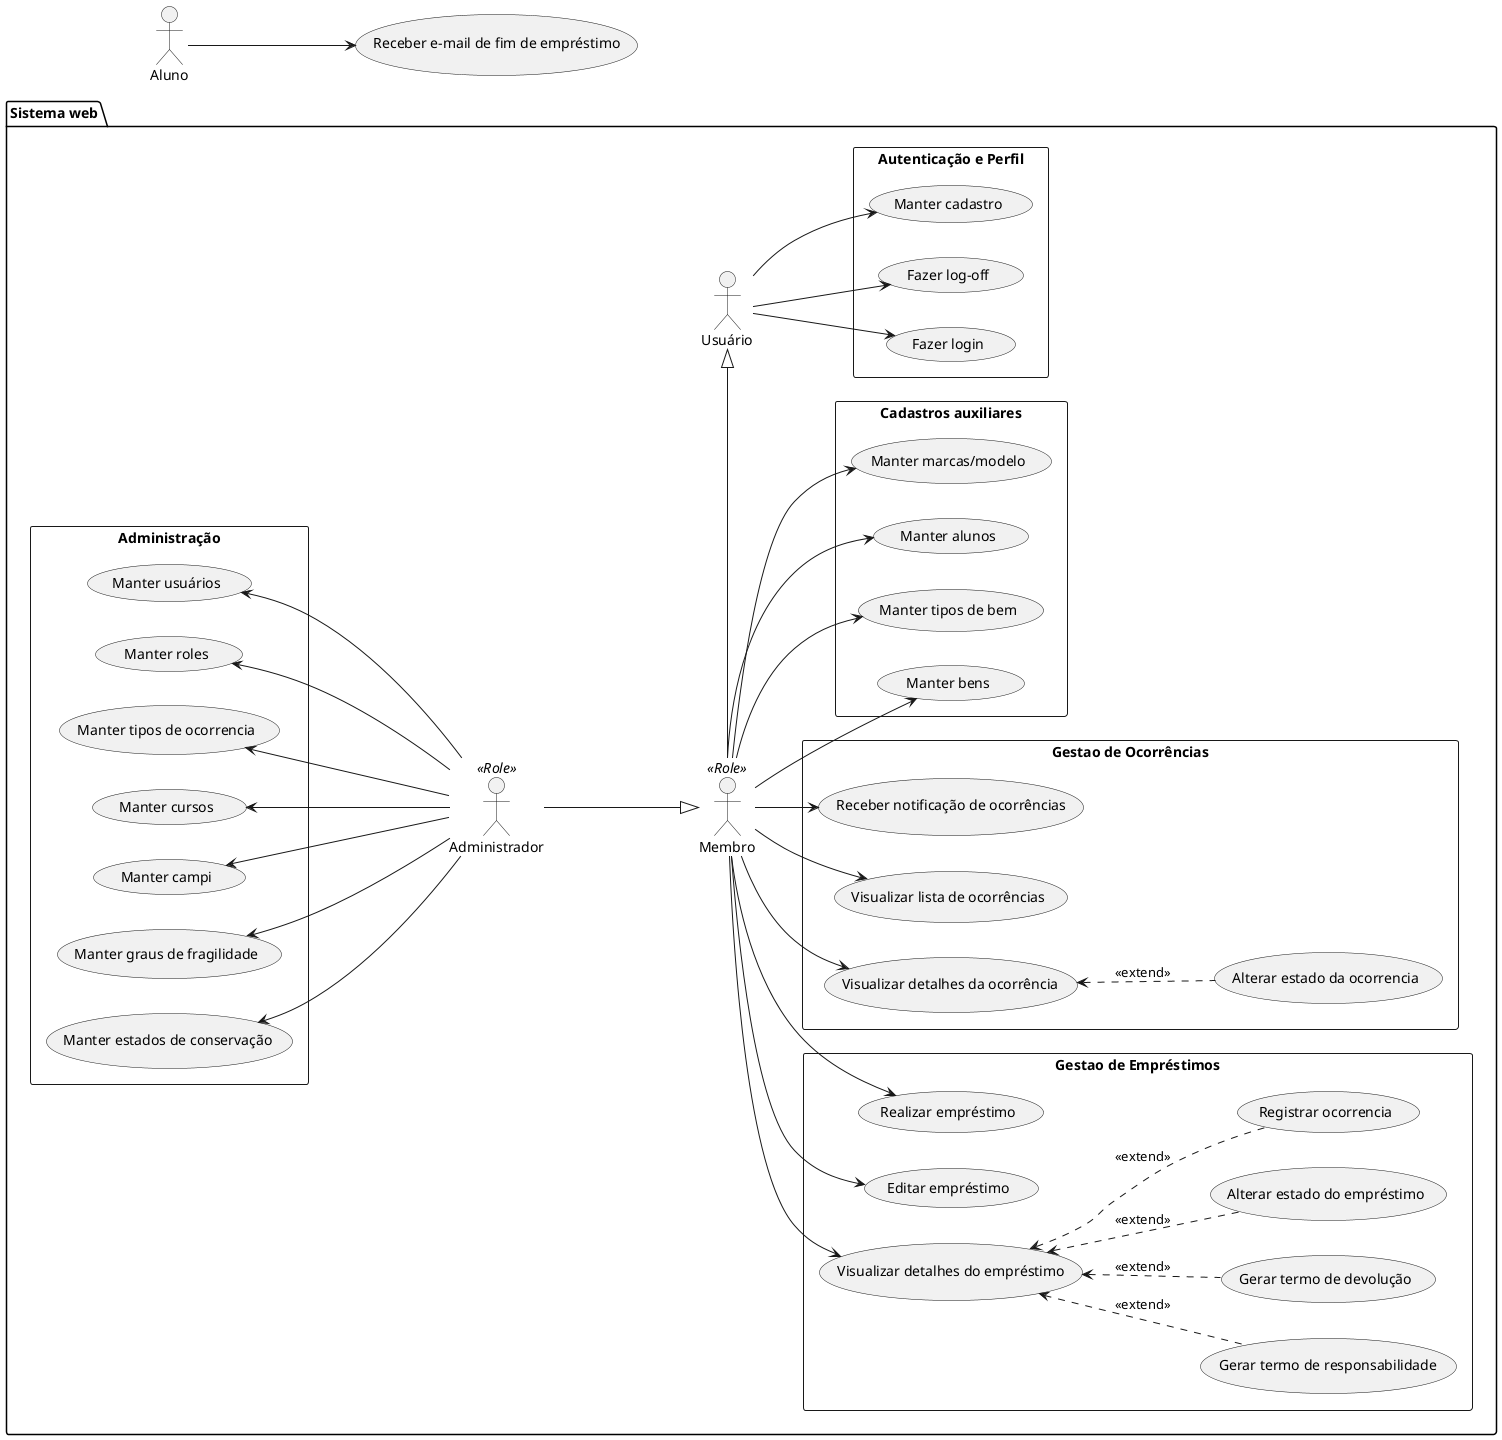 Aluno
Receber e-mail de fim de empréstimo
Sistema web
Autenticação e Perfil
Manter cadastro
Fazer log-off
Fazer login
Usuário
Cadastros auxiliares
Manter marcas/modelo
Manter alunos
Manter tipos de bem
Manter bens
Administração
Manter usuários
Manter roles
Manter tipos de ocorrencia
Manter cursos
Manter campi
Manter graus de fragilidade
Manter estados de conservação
«Role»
Administrador
«Role»
Membro
Gestao de Ocorrências
Receber notificação de ocorrências
Visualizar lista de ocorrências
Visualizar detalhes da ocorrência
«extend»
Alterar estado da ocorrencia
Gestao de Empréstimos
Realizar empréstimo
Editar empréstimo
Visualizar detalhes do empréstimo
«extend»
Registrar ocorrencia
«extend»
Alterar estado do empréstimo
«extend»
Gerar termo de devolução
«extend»
Gerar termo de responsabilidade